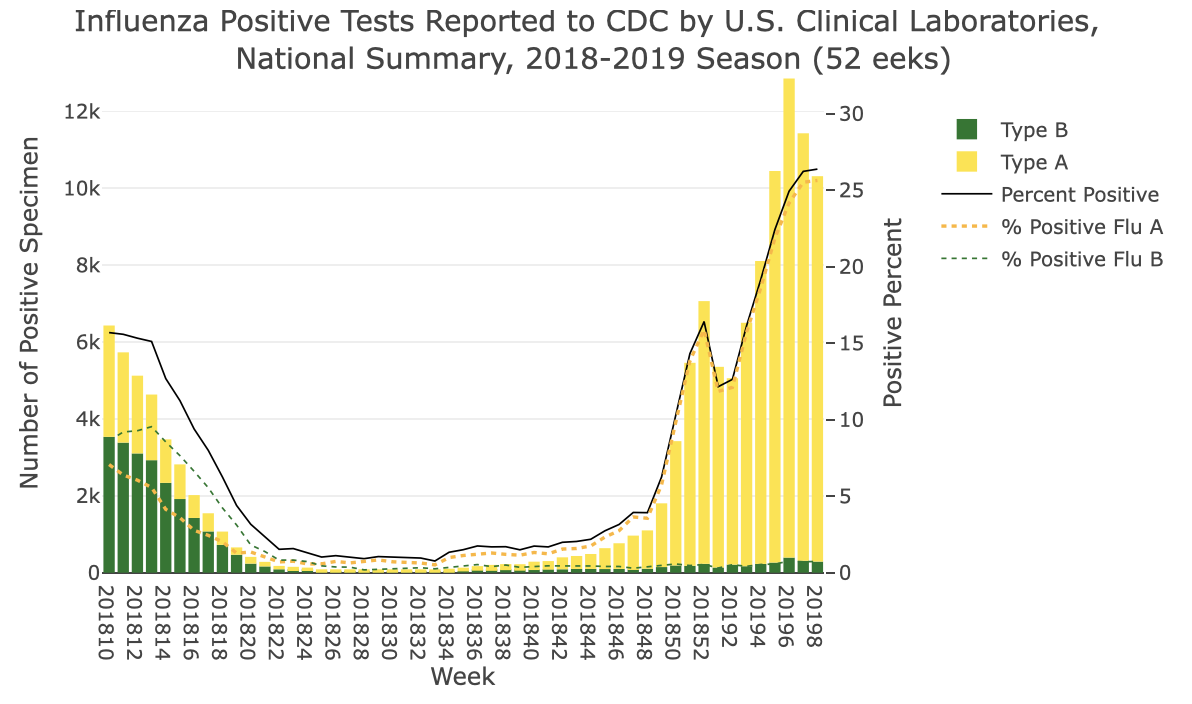 Influenza Positive Tests Reported to CDC by U.S. Clinical Laboratories,
National Summary, 2018-2019 Season (52 eeks)
12k
10k
8k
6k
4k
2k
0
Number of Positive Specimen
30
25
20
15
10
5
0
Positive Percent
Type B
Type A
Percent Positive
% Positive Flu A
% Positive Flu B
201810
201812
201814
201816
201818
201820
201822
201824
201826
201828
201830
201832
201834
201836
201838
201840
201842
201844
201846
201848
201850
201852
20192
20194
20196
20198
Week